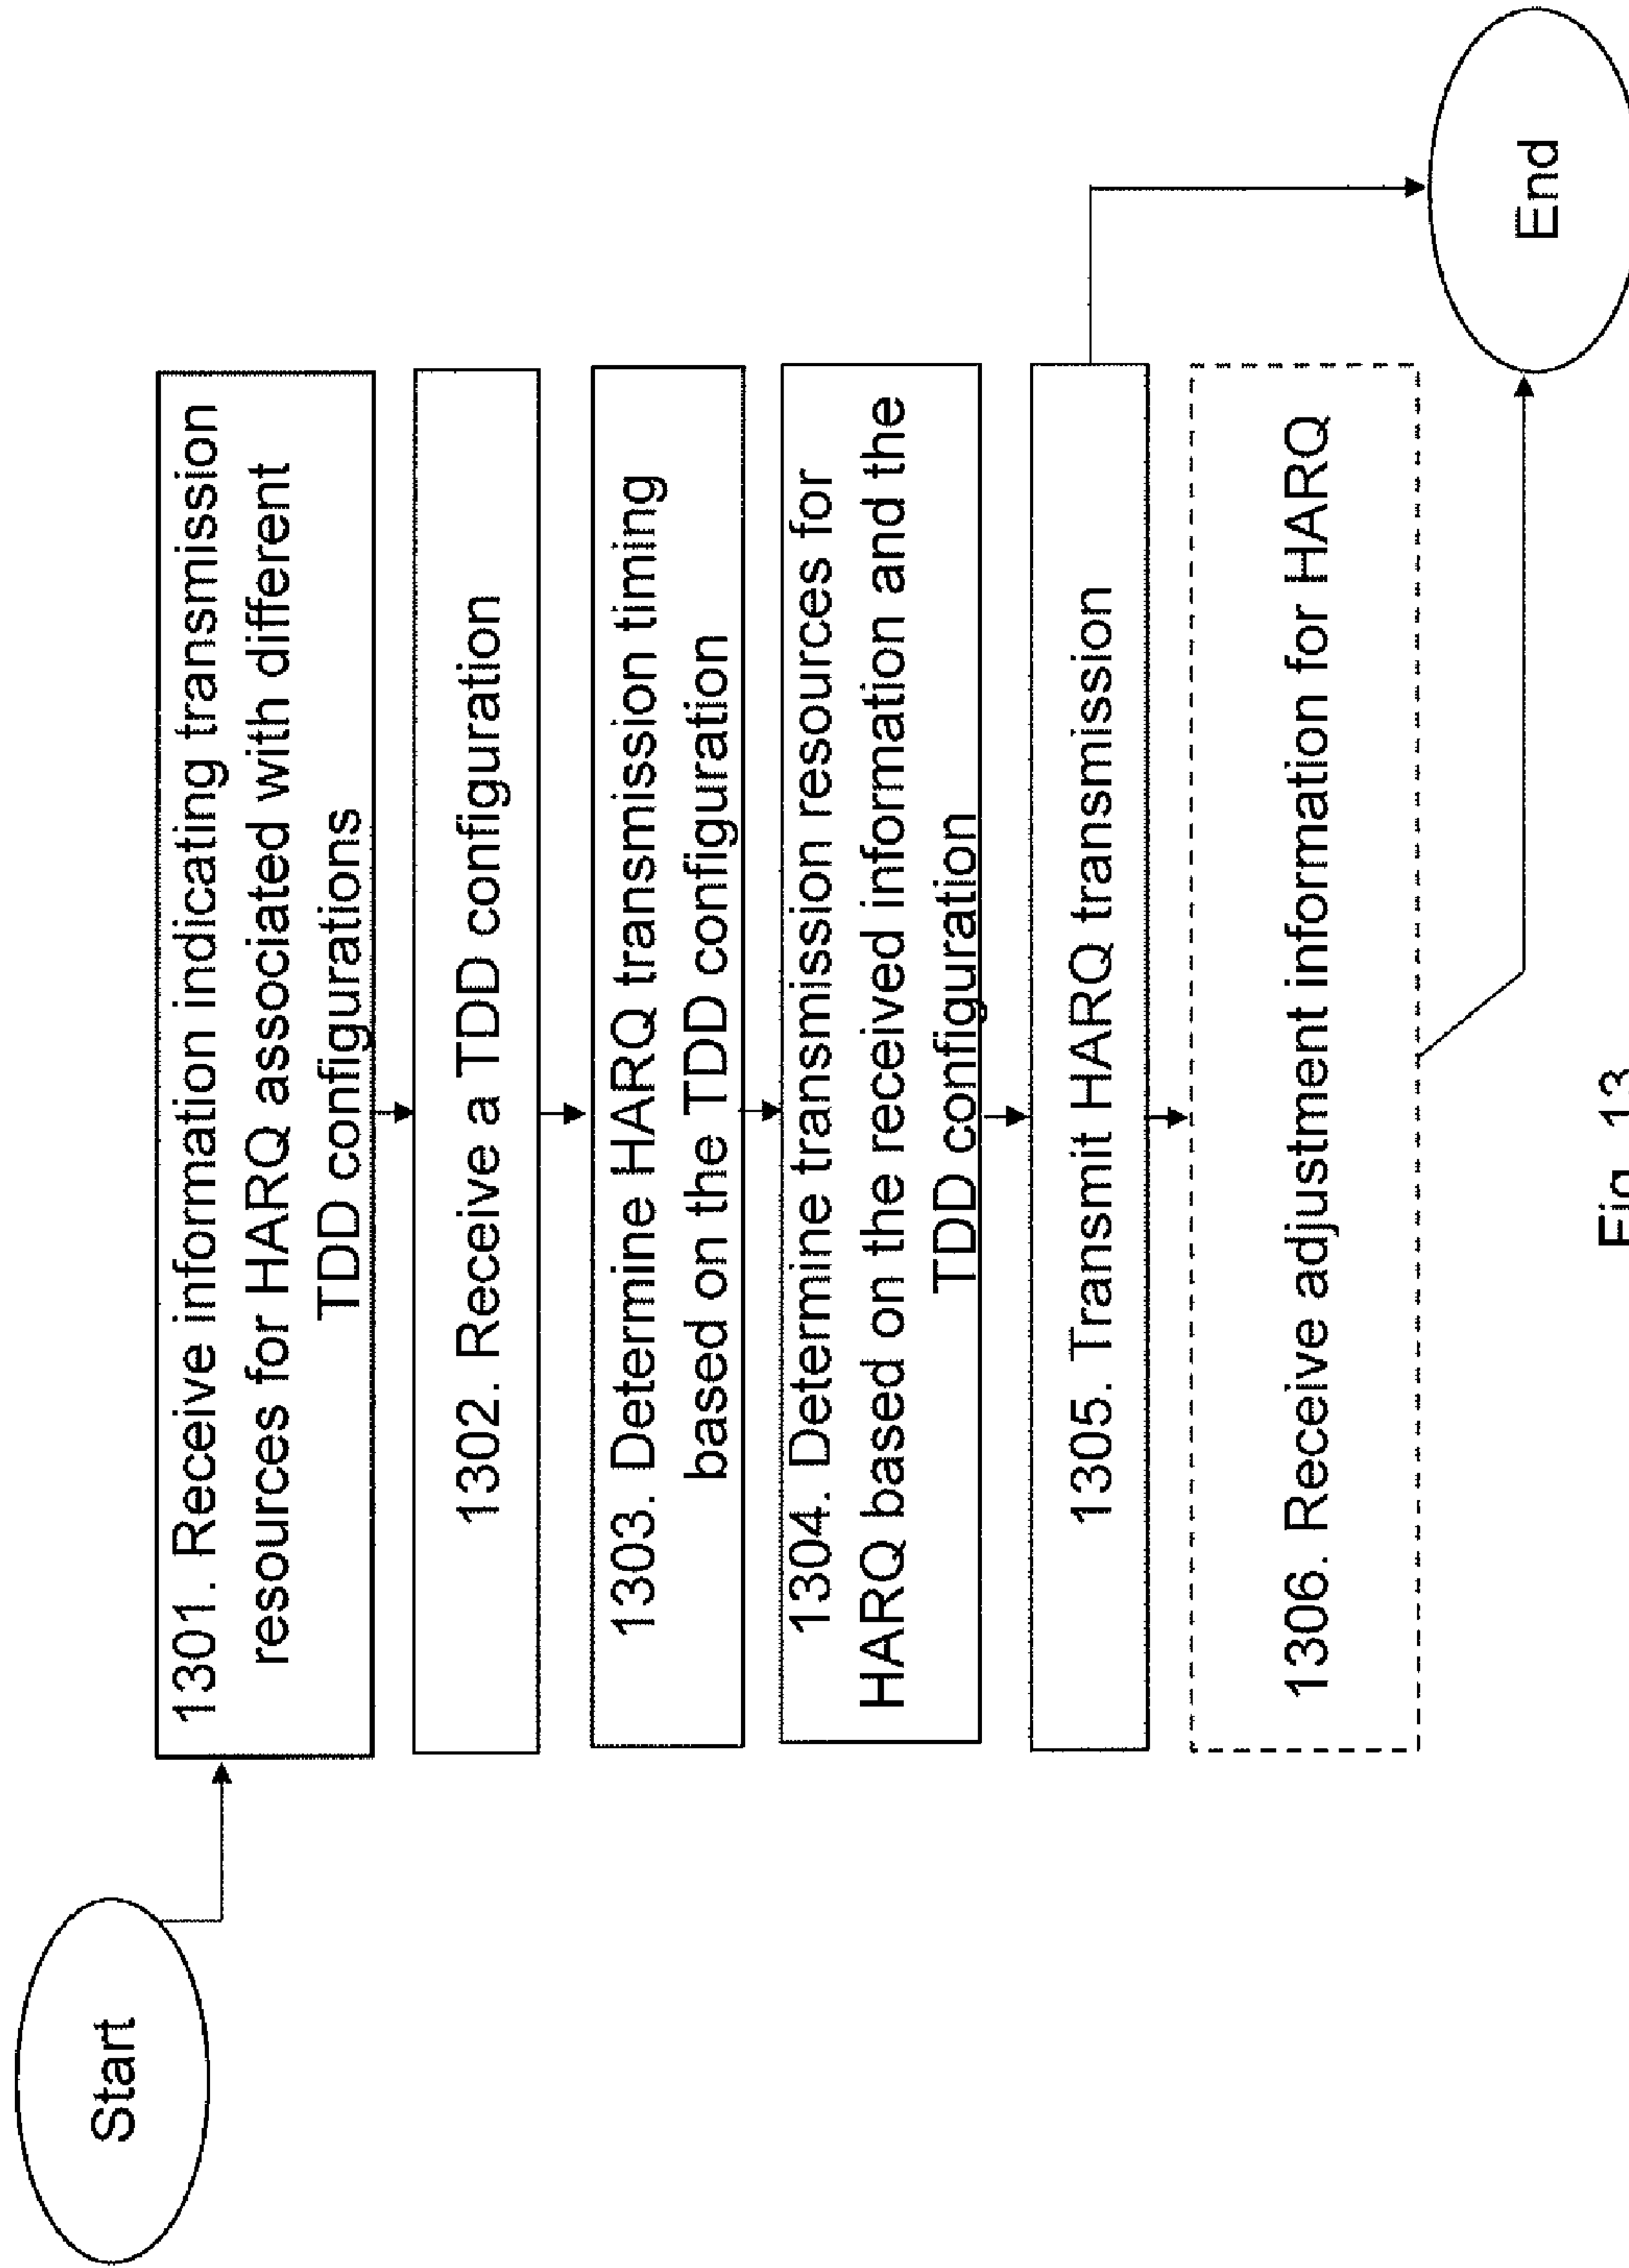 Start
1301. Receive information indicating transmission
resources for HARQ associated with different
TDD configurations
1302. Receive a TDD configuration
1303. Determine HARQ transmission timing
based on the TDD configuration
1304. Determine transmission resources for
HARQ based on the received information and the
TDD configuration
1305. Transmit HARQ transmission
1306. Receive adjustment information for HARQ
End
Fig. 13